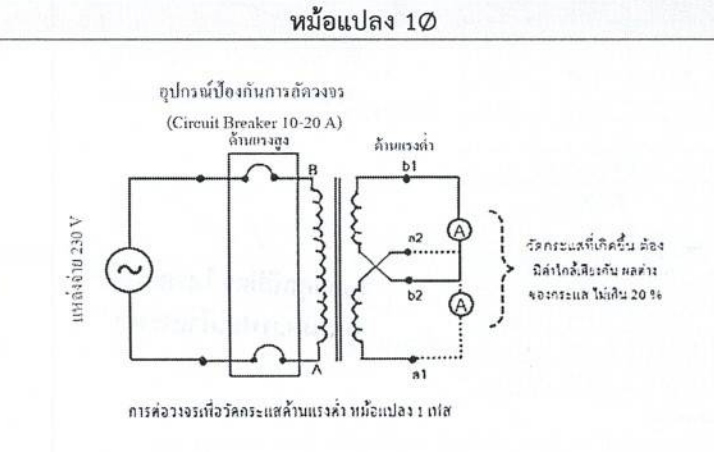 หม้อแปลง 1Ø
อุปกรณ์ป้องกันการลัดวงจร
(Circuit Breaker 10-20 A)
ด้านแรงสูง
ด้านแรงต่ำ
B
b1
A
a2
แหล่งจ่าย 230 V
~
b2
A
A
a1
วัดกระแสที่เกิดขึ้น ต้อง
มีค่าใกล้เคียงกัน ผลต่าง
ของกระแส ไม่เกิน 20 %
การต่อวงจรเพื่อวัดกระแสด้านแรงต่ำ หม้อแปลง 1 เฟส